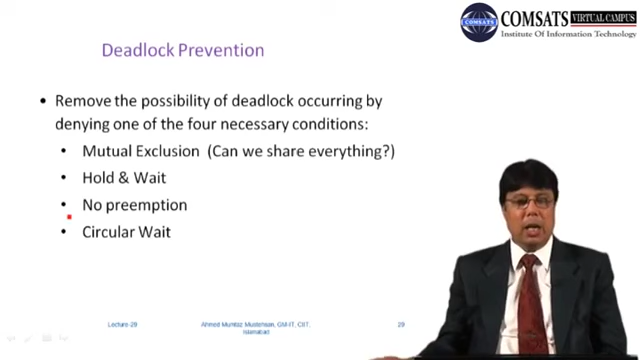 COMSATS VIRTUAL CAMPUS
Institute Of Information Technology
Deadlock Prevention
• Remove the possibility of deadlock occurring by
denying one of the four necessary conditions:
• Mutual Exclusion (Can we share everything?)
• Hold & Wait
• No preemption
• Circular Wait
Lecture-29
Ahmed Mumtaz Mustehsan, GM-IT, CIIT,
Islamabad
29